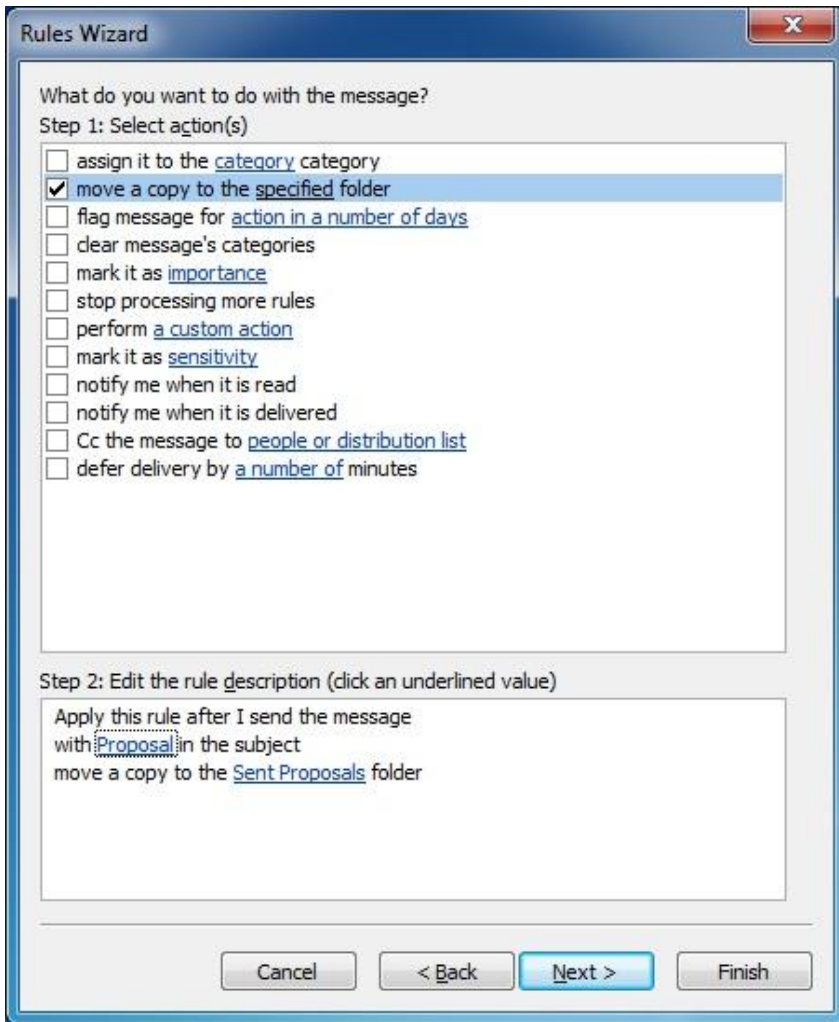 Rules Wizard
What do you want to do with the message?
Step 1: Select action(s)
assign it to the category category
move a copy to the specified folder
flag message for action in a number of days
clear message's categories
mark it as importance
stop processing more rules
perform a custom action
mark it as sensitivity
notify me when it is read
notify me when it is delivered
Cc the message to people or distribution list
defer delivery by a number of minutes
Step 2: Edit the rule description (click an underlined value)
Apply this rule after I send the message
with Proposal in the subject
move a copy to the Sent Proposals folder
Cancel < Back Next > Finish